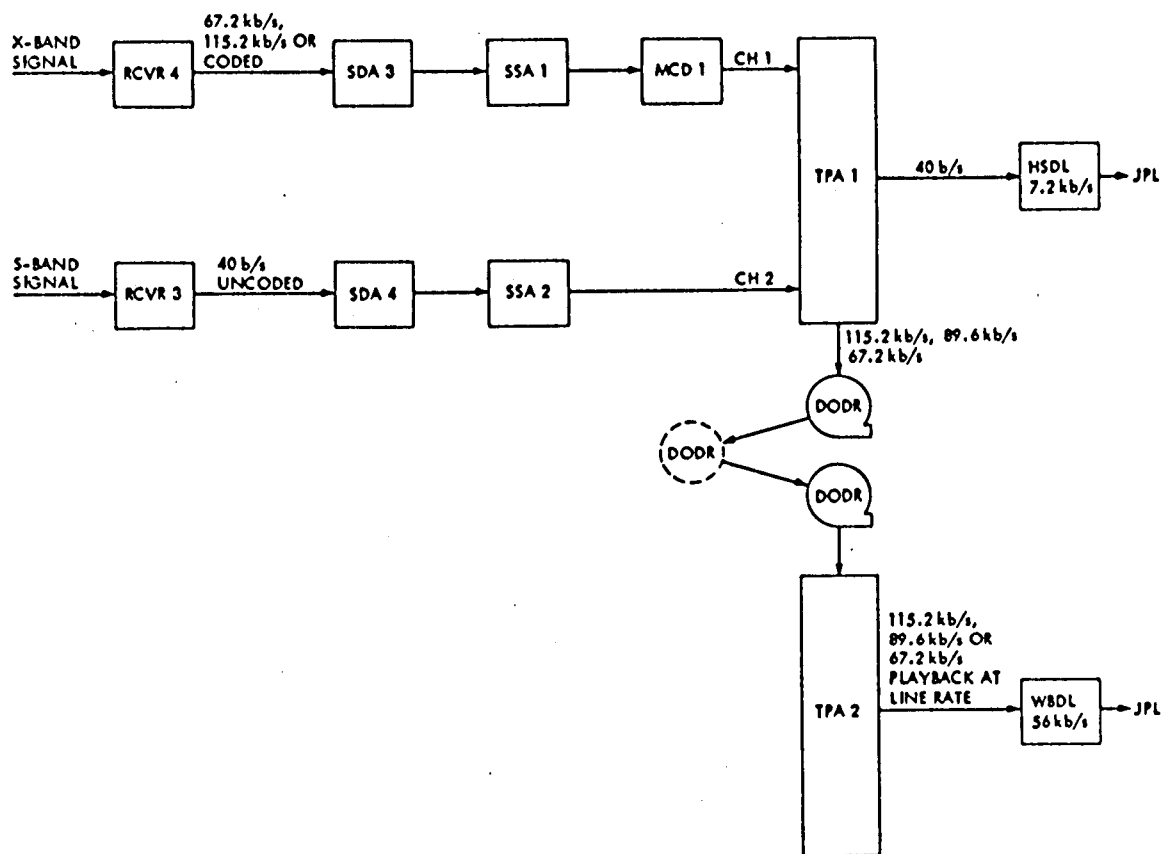 X-BAND
SIGNAL
RCVR 4
67.2 kb/s,
115.2 kb/s OR
CODED
SDA 3
SSA 1
MCD 1
CH 1
TPA 1
40 b/s
HSDL
7.2 kb/s
JPL
S-BAND
SIGNAL
RCVR 3
40 b/s
UNCODED
SDA 4
SSA 2
CH 2
115.2 kb/s, 89.6 kb/s
67.2 kb/s
DODR
DODR
DODR
TPA 2
115.2 kb/s,
89.6 kb/s OR
67.2 kb/s
PLAYBACK AT
LINE RATE
WBDL
56 kb/s
JPL